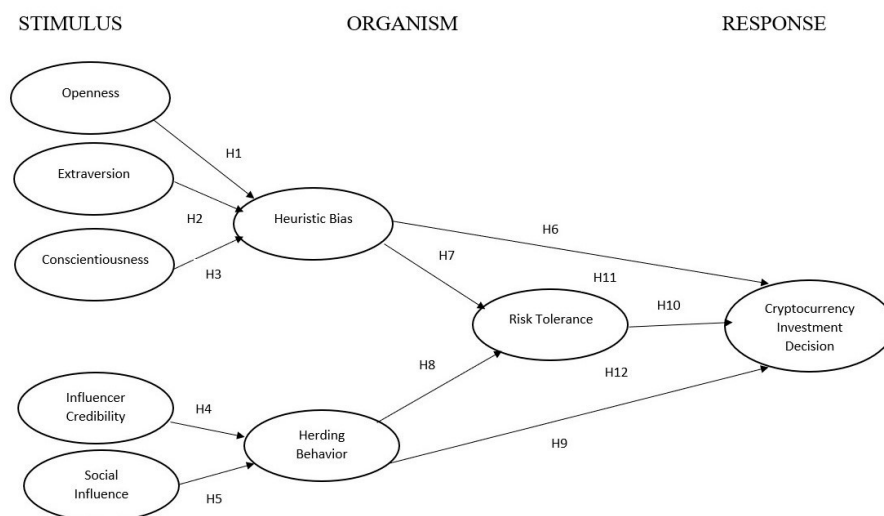 STIMULUS
ORGANISM
RESPONSE
Openness
H1
Extraversion
H2
Heuristic Bias
H6
Conscientiousness
H3
H7
H11
Risk Tolerance
H10
Cryptocurrency
Investment
Decision
H8
H12
Influencer
Credibility
H4
Herding
Behavior
H9
Social
Influence
H5